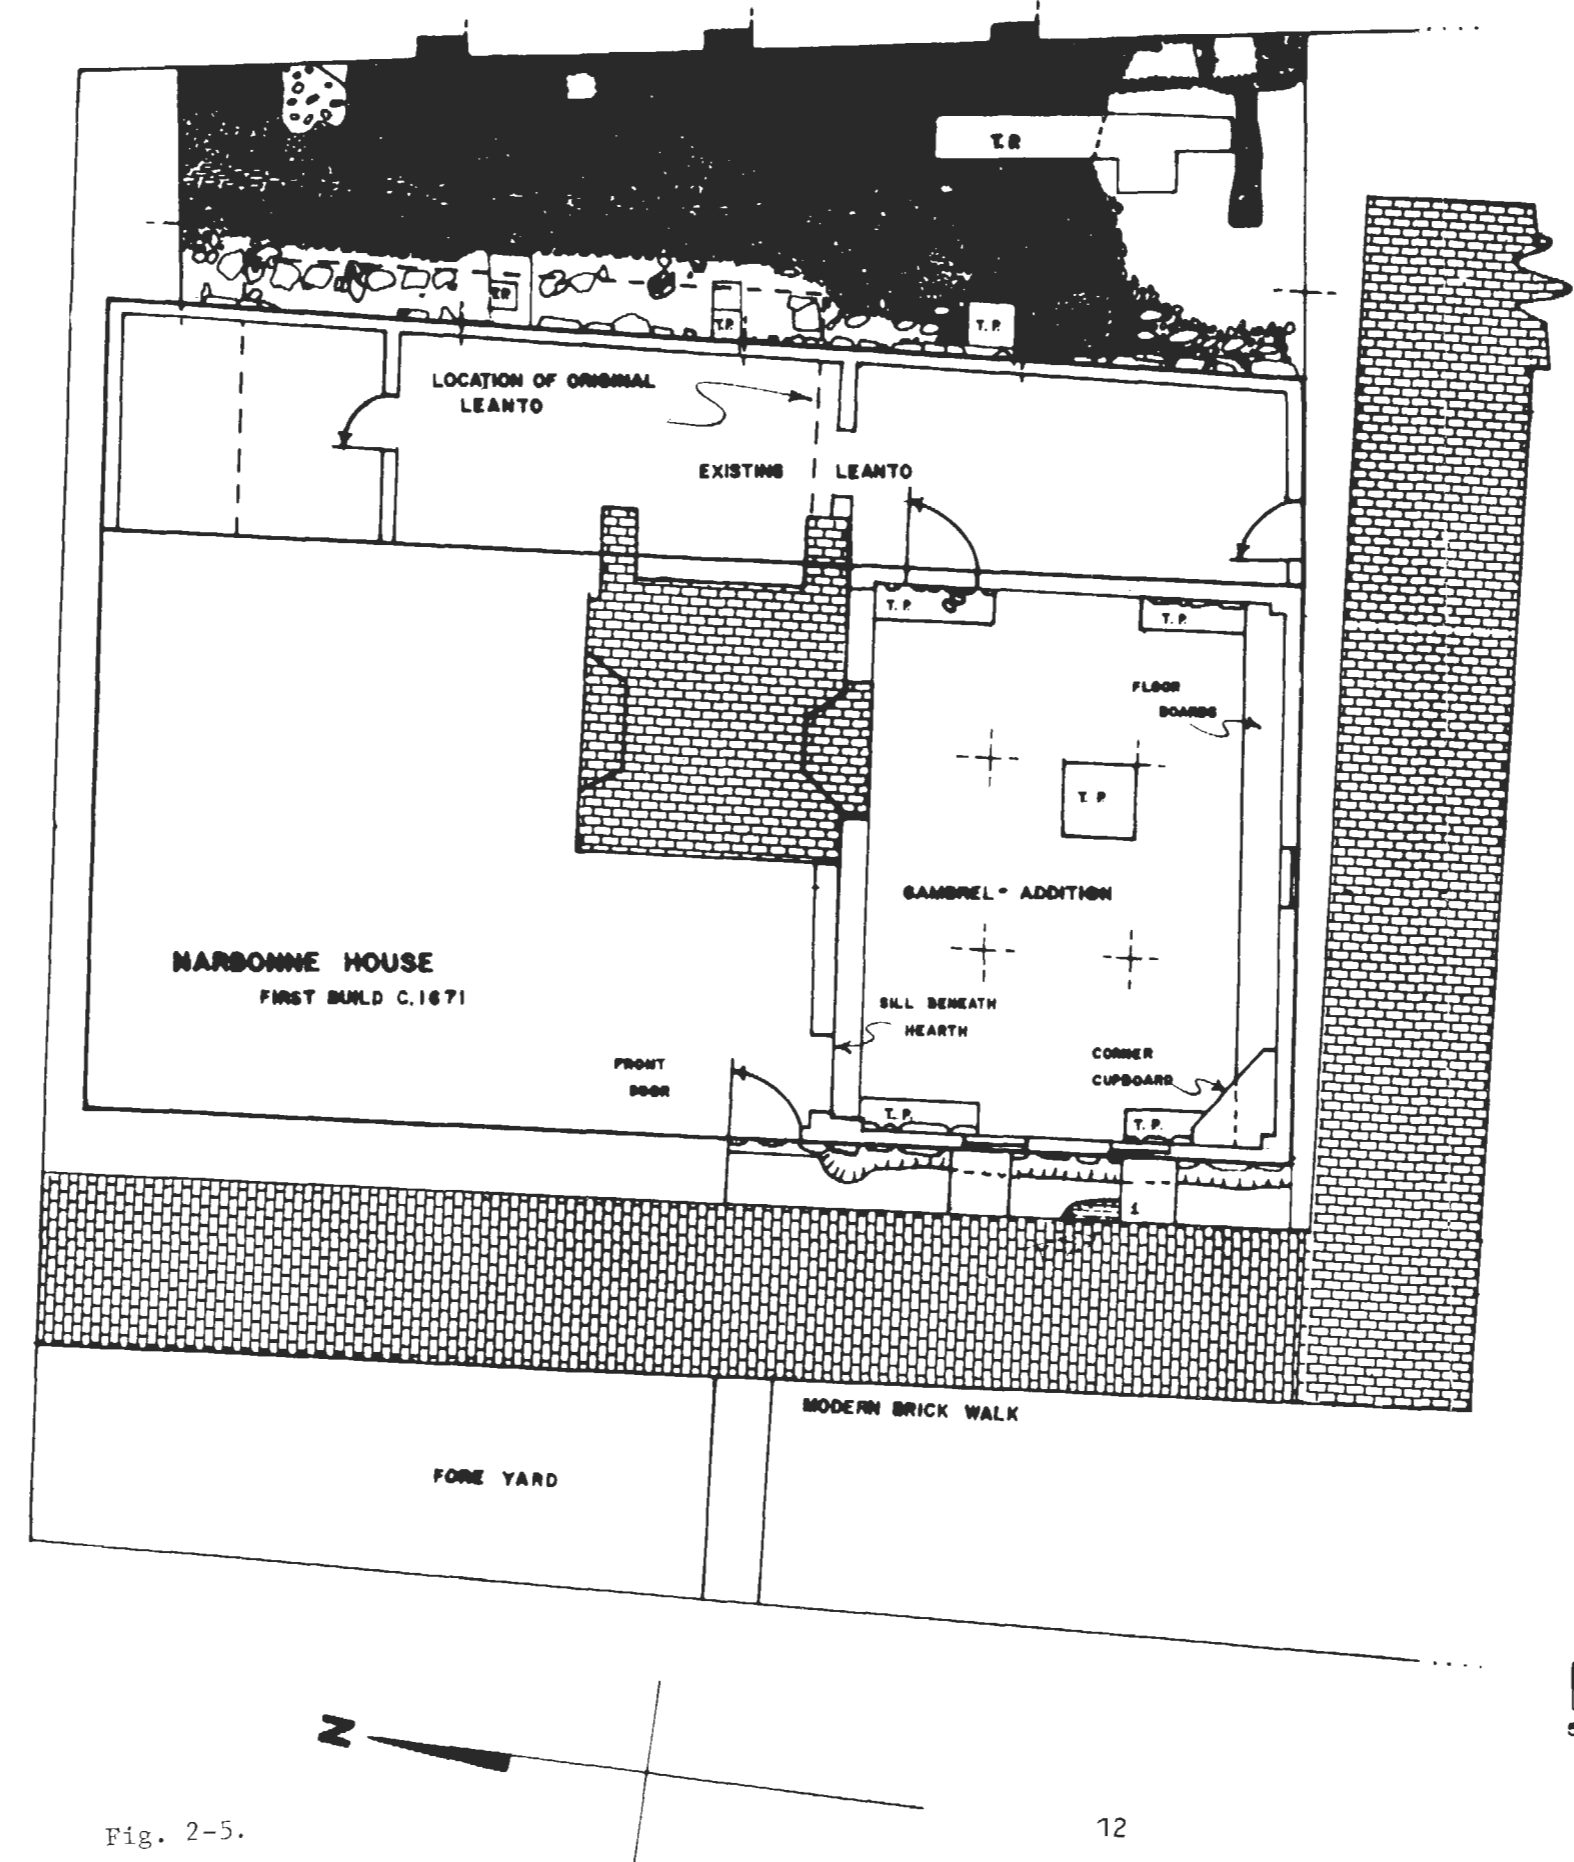 T.P.
T.P.
T.P.
T.P.
LOCATION OF ORIGINAL
LEANTO
EXISTING LEANTO
T.P.
T.P.
FLOOR
BOARDS
T.P.
GAMBREL - ADDITION
NARBONNE HOUSE
FIRST BUILD C.1671
SILL BENEATH
HEARTH
FRONT
DOOR
CORNER
CUPBOARD
T.P.
T.P.
1
MODERN BRICK WALK
FORE YARD
N
Fig. 2-5.
12